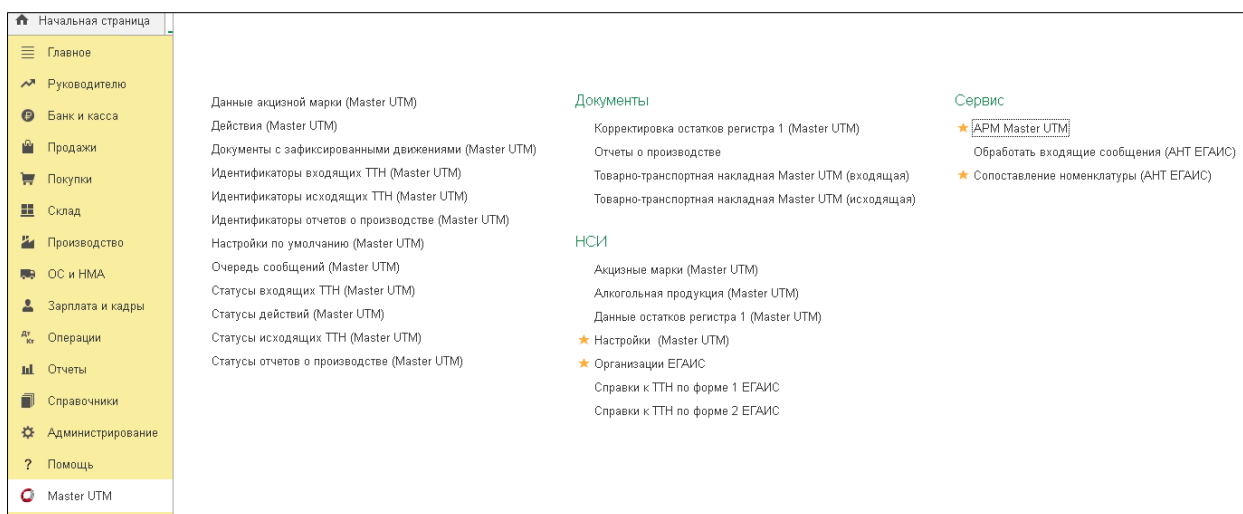 Начальная страница
Главное
Руководителю
Банк и касса
Продажи
Покупки
Склад
Производство
ОС и НМА
Зарплата и кадры
Операции
Отчеты
Справочники
Администрирование
Помощь
Master UTM
Данные акцизной марки (Master UTM)
Действия (Master UTM)
Документы с зафиксированными движениями (Master UTM)
Идентификаторы входящих ТТН (Master UTM)
Идентификаторы исходящих ТТН (Master UTM)
Идентификаторы отчетов о производстве (Master UTM)
Настройки по умолчанию (Master UTM)
Очередь сообщений (Master UTM)
Статусы входящих ТТН (Master UTM)
Статусы действий (Master UTM)
Статусы исходящих ТТН (Master UTM)
Статусы отчетов о производстве (Master UTM)
Документы
Корректировка остатков регистра 1 (Master UTM)
Отчеты о производстве
Товарно-транспортная накладная Master UTM (входящая)
Товарно-транспортная накладная Master UTM (исходящая)
НСИ
Акцизные марки (Master UTM)
Алкогольная продукция (Master UTM)
Данные остатков регистра 1 (Master UTM)
Настройки (Master UTM)
Организации ЕГАИС
Справки к ТТН по форме 1 ЕГАИС
Справки к ТТН по форме 2 ЕГАИС
Сервис
АРМ Master UTM
Обработать входящие сообщения (АНТ ЕГАИС)
Сопоставление номенклатуры (АНТ ЕГАИС)